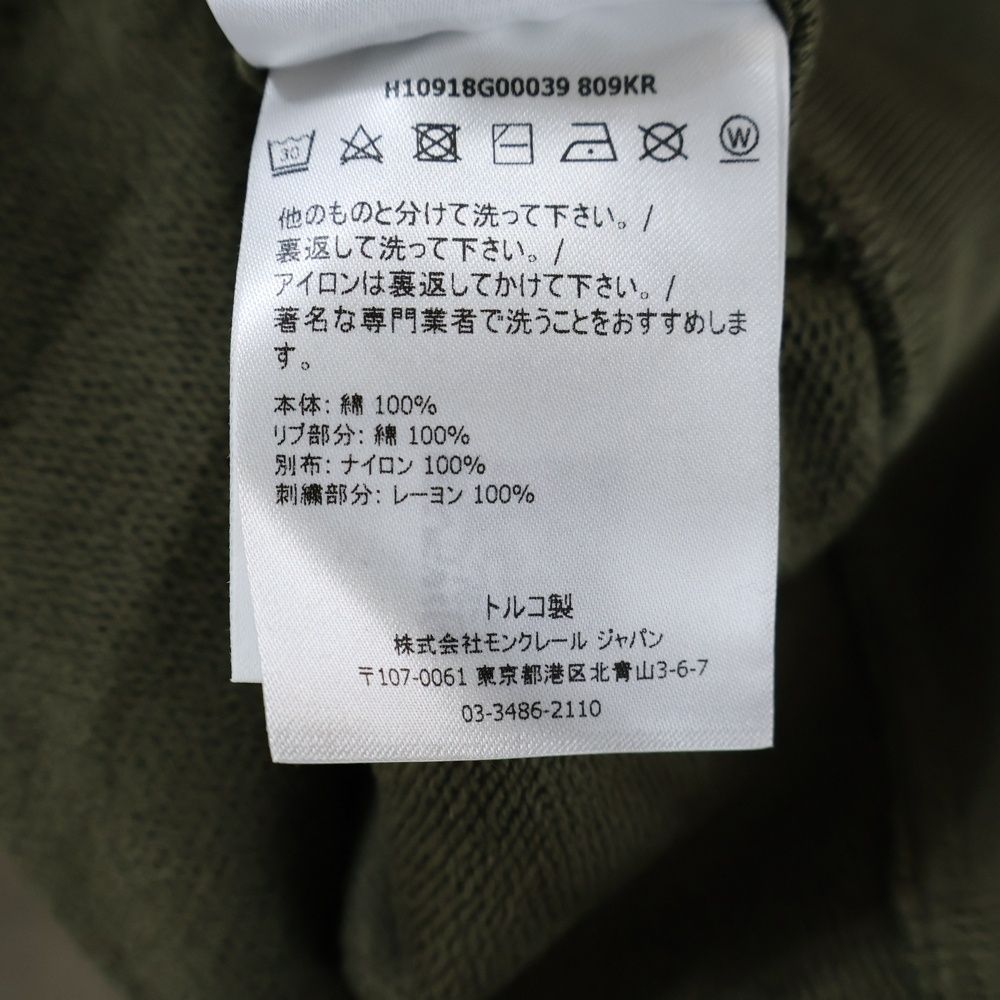 H10918G00039 809KR
30
W
他のものと分けて洗って下さい。/
裏返して洗って下さい。/
アイロンは裏返してかけて下さい。/
著名な専門業者で洗うことをおすすめしま
す。
本体: 綿 100%
リブ部分: 綿 100%
別布: ナイロン 100%
刺繍部分: レーヨン 100%
トルコ製
株式会社モンクレール ジャパン
〒107-0061 東京都港区北青山3-6-7
03-3486-2110